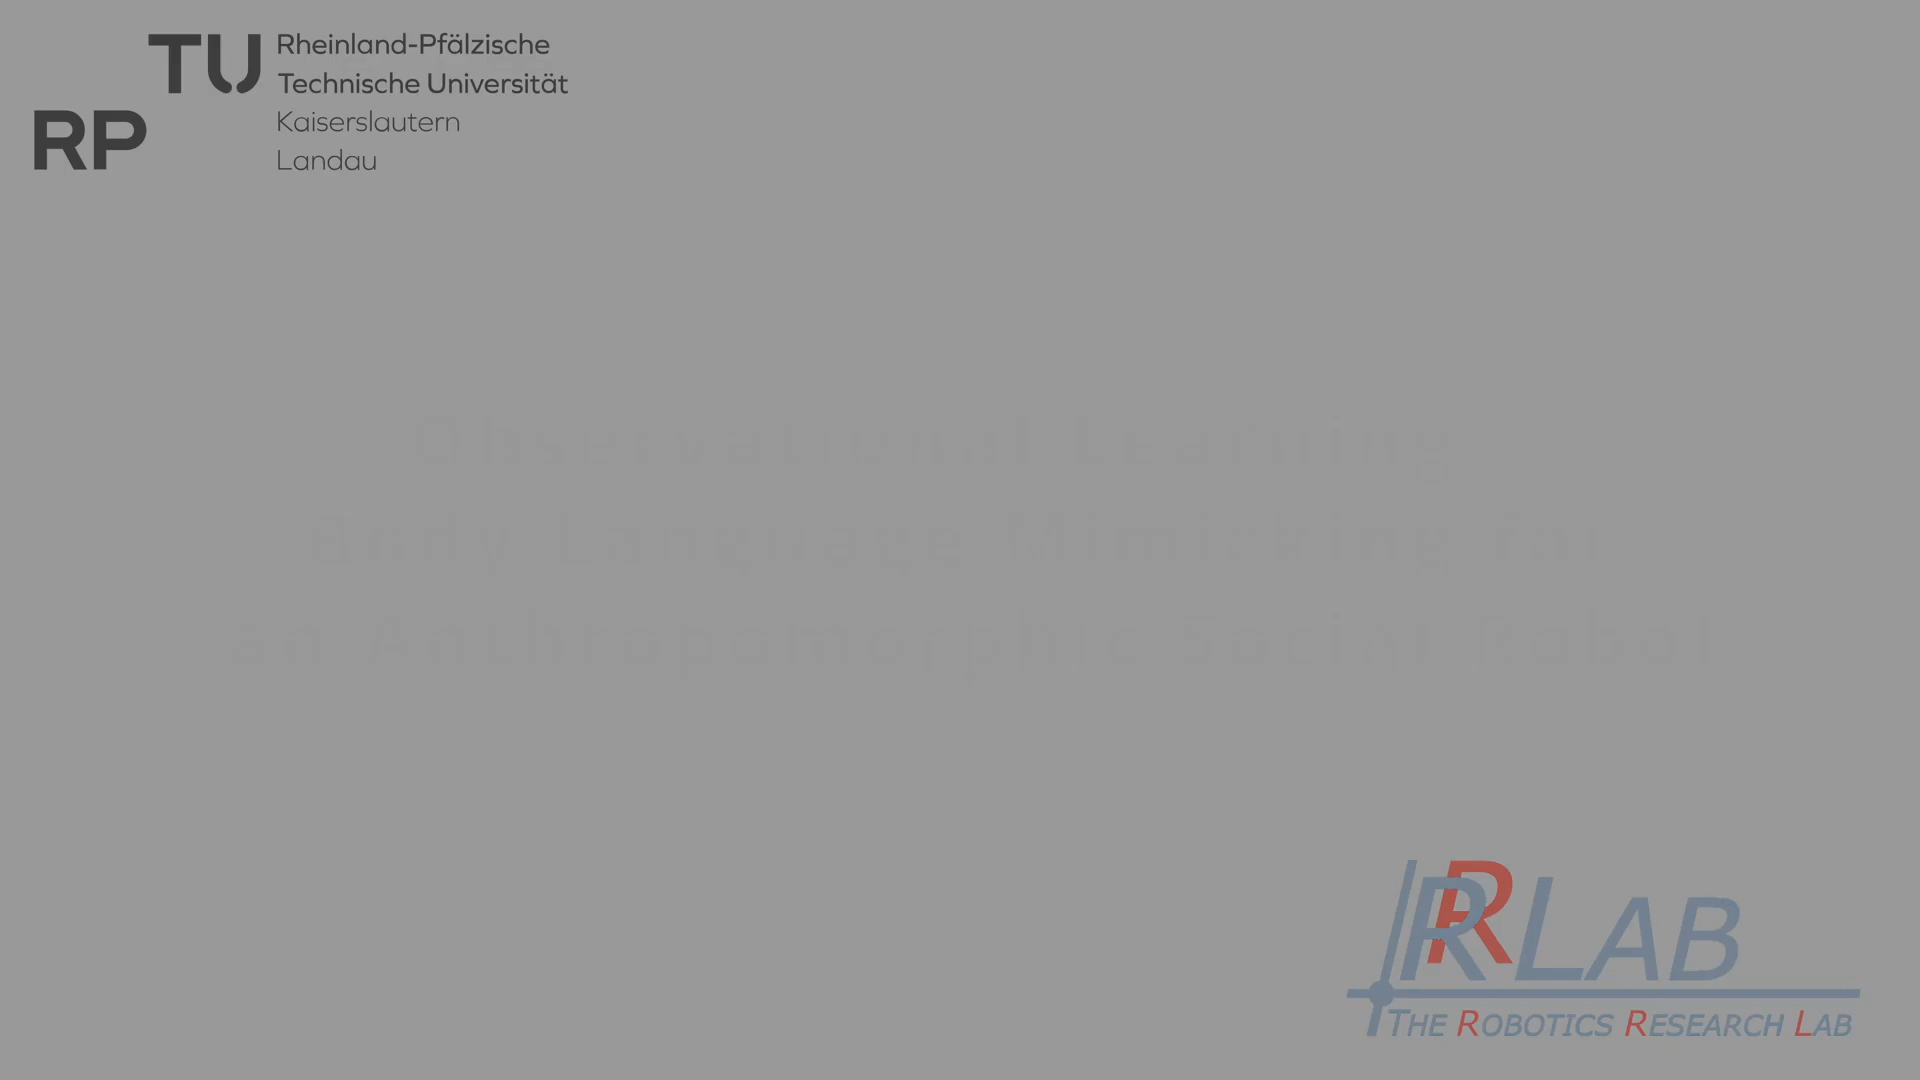 TU
RP
Rheinland-Pfälzische
Technische Universität
Kaiserslautern
Landau
Observational Learning
Body Language Mimicking for
an Anthropomorphic Social Robot
RRLAB
THE ROBOTICS RESEARCH LAB